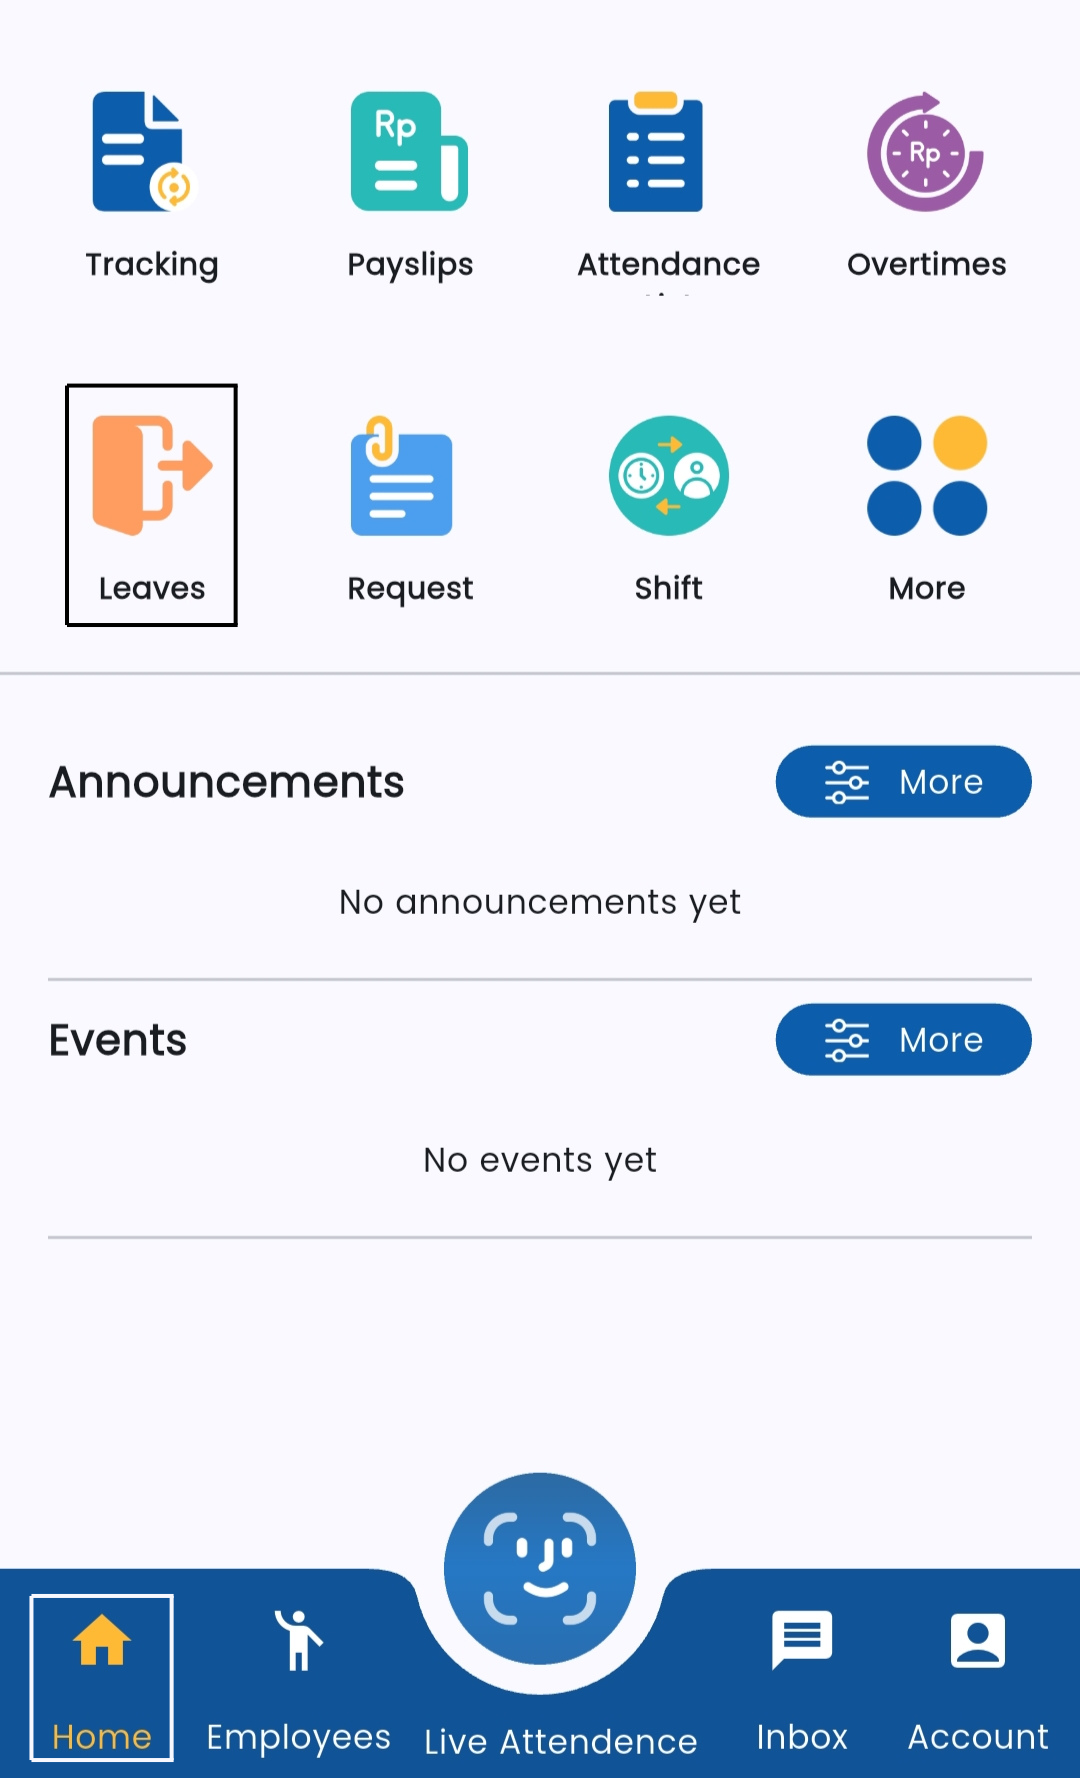 Rp
Rp
Tracking
Payslips
Attendance
Overtimes
Leaves
Request
Shift
More
Announcements
More
No announcements yet
Events
More
No events yet
Home
Employees
Live Attendence
Inbox
Account